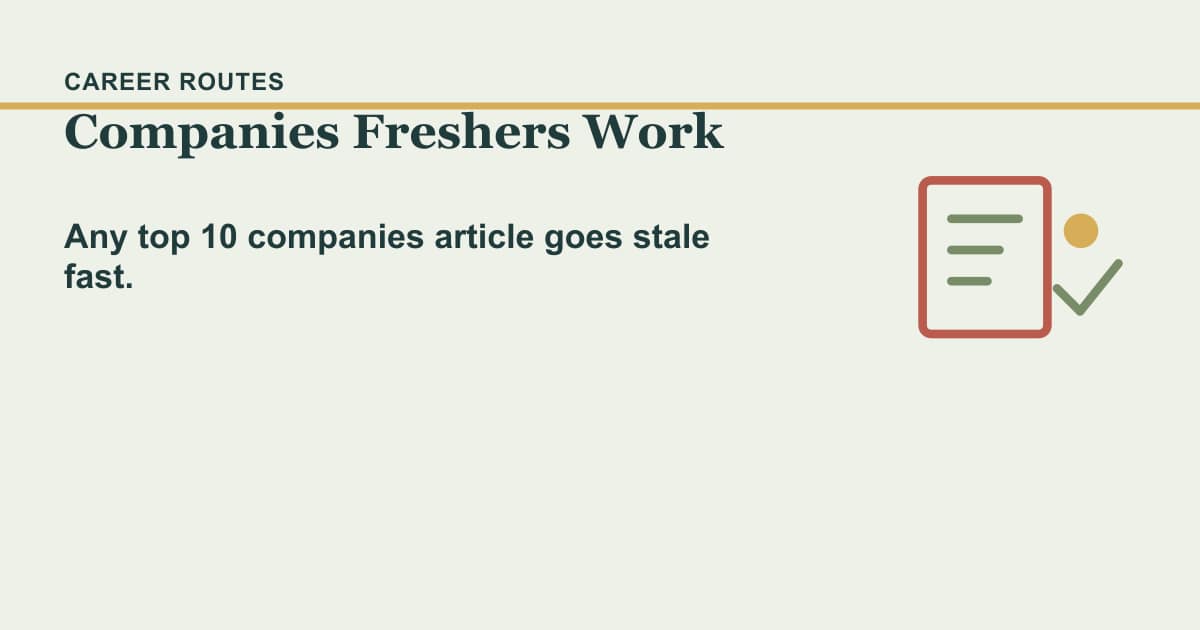 CAREER ROUTES
Companies Freshers Work
Any top 10 companies article goes stale
fast.